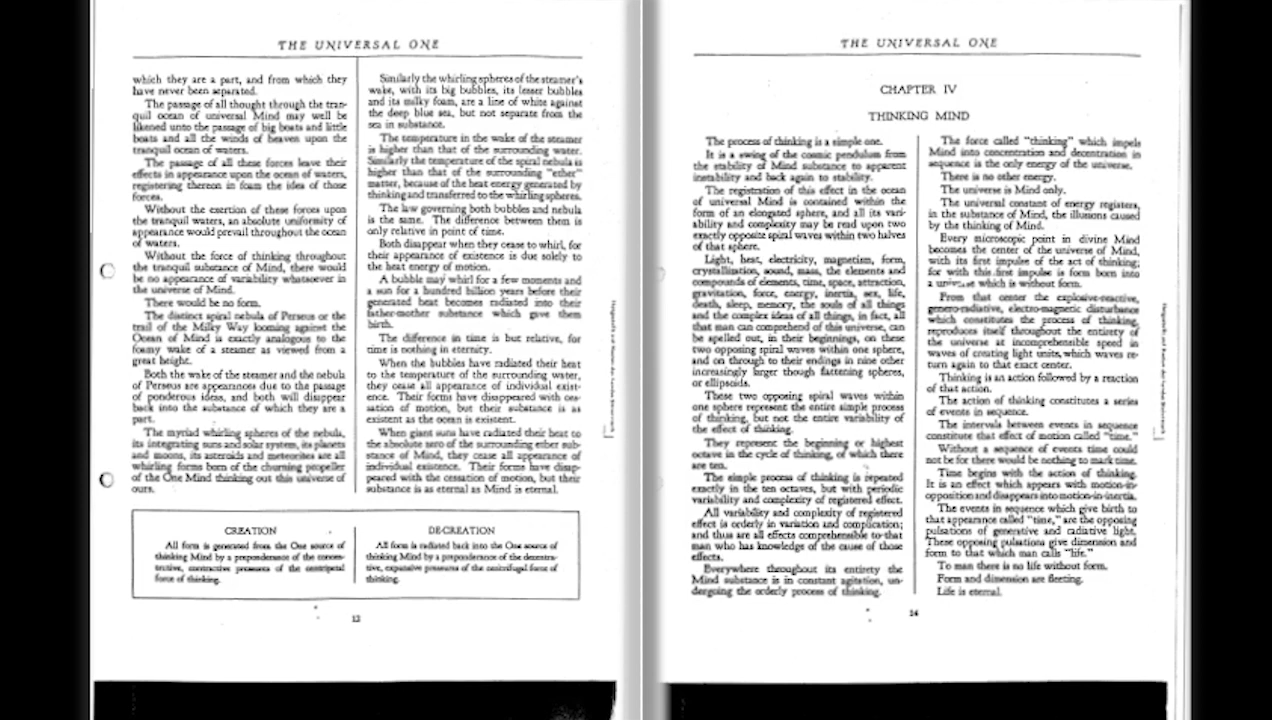 THE UNIVERSAL ONE
which they are a part, and from which they
have never been separated.
The passage of all thought through the tran-
quil ocean of universal Mind may well be
likened unto the passage of big boats and little
boats and all the winds of heaven upon the
tranquil ocean of waters.
The passage of all these forces leave their
effects in appearance upon the ocean of waters,
registering thereon in foam the idea of those
forces.
Without the exertion of these forces upon
the tranquil waters, an absolute uniformity of
appearance would prevail throughout the ocean
of waters.
Without the force of thinking throughout
the tranquil substance of Mind, there would
be no appearance of variability whatsoever in
the universe of Mind.
There would be no form.
The distinct spiral nebula of Perseus or the
trail of the Milky Way looming against the
Ocean of Mind is exactly analogous to the
foamy wake of a steamer as viewed from a
great height.
Both the wake of the steamer and the nebula
of Perseus are appearances due to the passage
of ponderous ideas, and both will disappear
back into the substance of which they are a
part.
The myriad whirling spheres of the nebula,
its integrating suns and solar system, its planets
and moons, its asteroids and meteorites are all
whirling forms born of the churning propeller
of the One Mind thinking out this universe of
ours.
Similarly the whirling spheres of the steamer's
wake, with its big bubbles, its lesser bubbles
and its milky foam, are a line of white against
the deep blue sea, but not separate from the
sea in substance.
The temperature in the wake of the steamer
is higher than that of the surrounding water.
Similarly the temperature of the spiral nebula is
higher than that of the surrounding "ether"
matter, because of the heat energy generated by
thinking and transferred to the whirling spheres.
The law governing both bubbles and nebula
is the same. The difference between them is
only relative in point of time.
Both disappear when they cease to whirl, for
their appearance of existence is due solely to
the heat energy of motion.
A bubble may whirl for a few moments and
a sun for a hundred billion years before their
generated heat becomes radiated into their
father-mother substance which give them
birth.
The difference in time is but relative, for
time is nothing in eternity.
When the bubbles have radiated their heat
to the temperature of the surrounding water,
they cease all appearance of individual exist-
ence. Their forms have disappeared with ces-
sation of motion, but their substance is as
existent as the ocean is existent.
When giant suns have radiated their heat to
the absolute zero of the surrounding ether sub-
stance of Mind, they cease all appearance of
individual existence. Their forms have disap-
peared with the cessation of motion, but their
substance is as eternal as Mind is eternal.
CREATION
All form is generated from the One source of
thinking Mind by a preponderance of the concen-
trative, contractive pressures of the centripetal
force of thinking.
DE-CREATION
All form is radiated back into the One source of
thinking Mind by a preponderance of the decentra-
tive, expansive pressures of the centrifugal force of
thinking.
13
THE UNIVERSAL ONE
CHAPTER IV
THINKING MIND
The process of thinking is a simple one.
It is a swing of the cosmic pendulum from
the stability of Mind substance to apparent
instability and back again to stability.
The registration of this effect in the ocean
of universal Mind is contained within the
form of an elongated sphere, and all its vari-
ability and complexity may be read upon two
exactly opposite spiral waves within two halves
of that sphere.
Light, heat, electricity, magnetism, form,
crystallization, sound, mass, the elements and
compounds of elements, time, space, attraction,
gravitation, force, energy, inertia, sex, life,
death, sleep, memory, the souls of all things
and the complex ideas of all things, in fact, all
that man can comprehend of this universe, can
be spelled out, in their beginnings, on these
two opposing spiral waves within one sphere,
and on through to their endings in nine other
increasingly larger though flattening spheres,
or ellipsoids.
These two opposing spiral waves within
one sphere represent the entire simple process
of thinking, but not the entire variability of
the effect of thinking.
They represent the beginning or highest
octave in the cycle of thinking, of which there
are ten.
The simple process of thinking is repeated
exactly in the ten octaves, but with periodic
variability and complexity of registered effect.
All variability and complexity of registered
effect is orderly in variation and complication;
and thus are all effects comprehensible to that
man who has knowledge of the cause of those
effects.
Everywhere throughout its entirety the
Mind substance is in constant agitation, un-
dergoing the orderly process of thinking.
The force called "thinking" which impels
Mind into concentration and decentration in
sequence is the only energy of the universe.
There is no other energy.
The universe is Mind only.
The universal constant of energy registers,
in the substance of Mind, the illusions caused
by the thinking of Mind.
Every microscopic point in divine Mind
becomes the center of the universe of Mind,
with its first impulse of the act of thinking;
for with this first impulse is form born into
a universe which is without form.
From that center the explosive-reactive,
genero-radiative, electro-magnetic disturbance
which constitutes the process of thinking,
reproduces itself throughout the entirety of
the universe at incomprehensible speed in
waves of creating light units, which waves re-
turn again to that exact center.
Thinking is an action followed by a reaction
of that action.
The action of thinking constitutes a series
of events in sequence.
The intervals between events in sequence
constitute that effect of motion called "time."
Without a sequence of events time could
not be for there would be nothing to mark time.
Time begins with the action of thinking.
It is an effect which appears with motion-in-
opposition and disappears into motion-in-inertia.
The events in sequence which give birth to
that appearance called "time," are the opposing
pulsations of generative and radiative light.
These opposing pulsations give dimension and
form to that which man calls "life."
To man there is no life without form.
Form and dimension are fleeting.
Life is eternal.
14